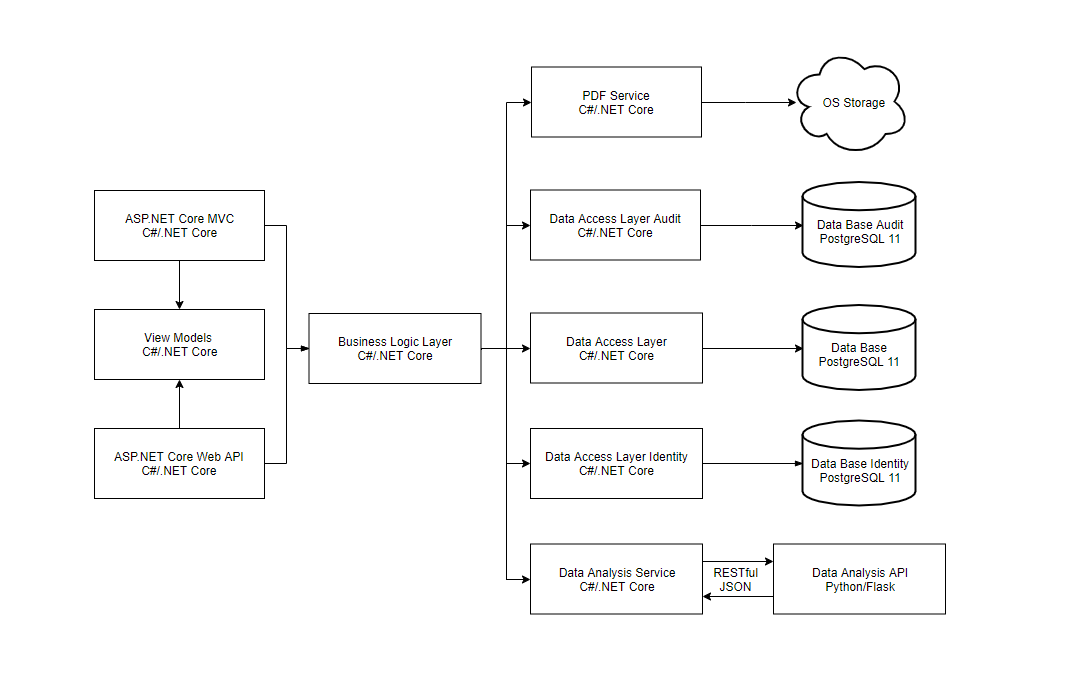 PDF Service
C#/.NET Core
OS Storage
ASP.NET Core MVC
C#/.NET Core
Data Access Layer Audit
C#/.NET Core
Data Base Audit
PostgreSQL 11
View Models
C#/.NET Core
Business Logic Layer
C#/.NET Core
Data Access Layer
C#/.NET Core
Data Base
PostgreSQL 11
ASP.NET Core Web API
C#/.NET Core
Data Access Layer Identity
C#/.NET Core
Data Base Identity
PostgreSQL 11
Data Analysis Service
C#/.NET Core
RESTful
JSON
Data Analysis API
Python/Flask